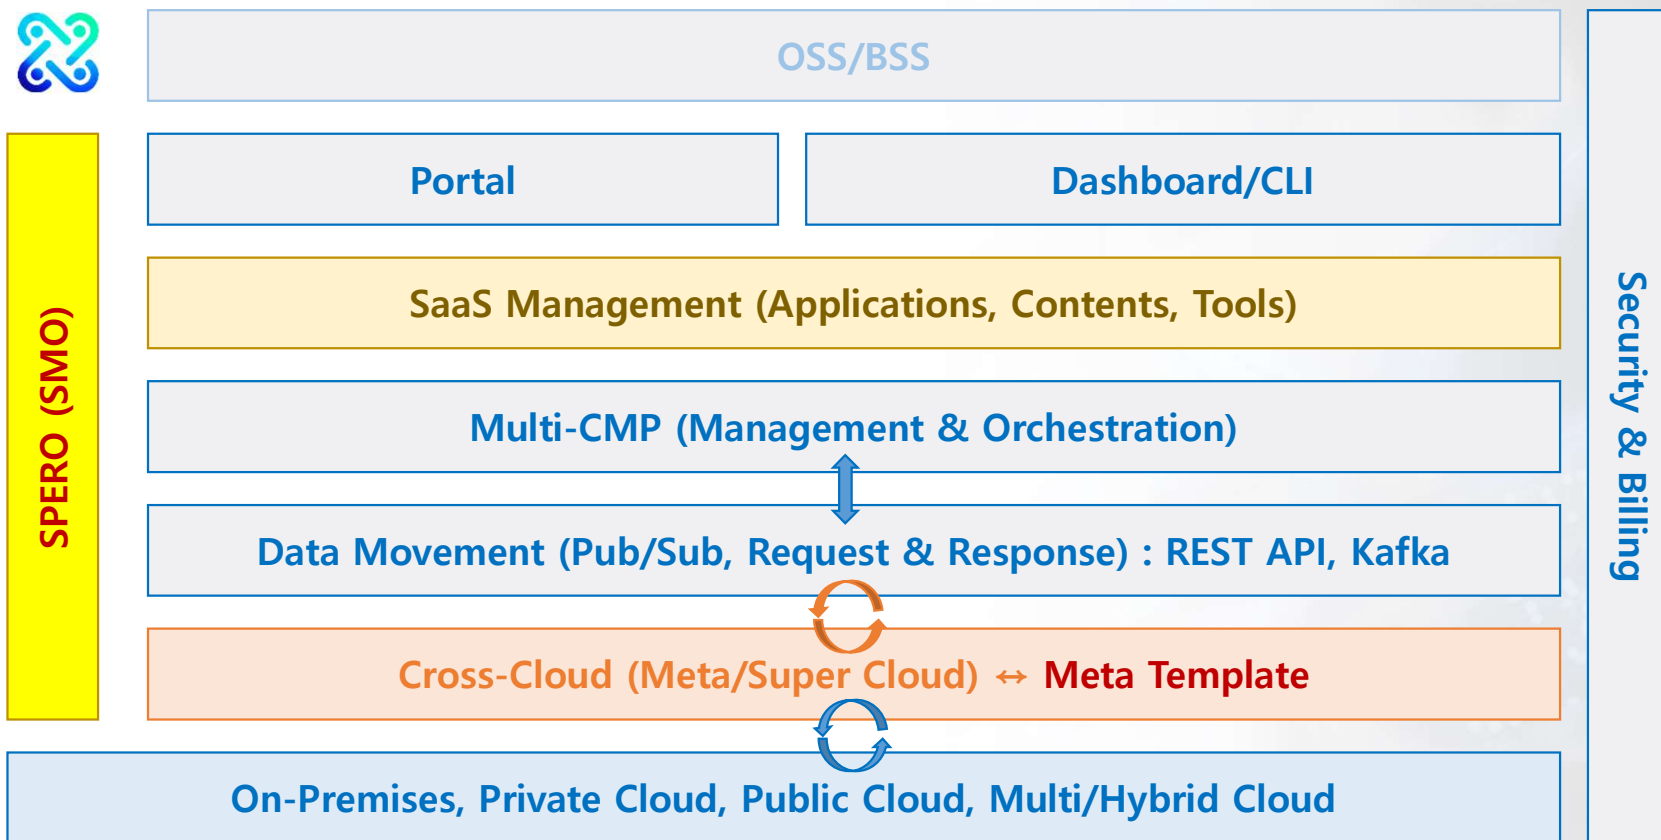 OSS/BSS
Portal
Dashboard/CLI
SPERO (SMO)
SaaS Management (Applications, Contents, Tools)
Multi-CMP (Management & Orchestration)
Data Movement (Pub/Sub, Request & Response) : REST API, Kafka
Cross-Cloud (Meta/Super Cloud) ↔ Meta Template
On-Premises, Private Cloud, Public Cloud, Multi/Hybrid Cloud
Security & Billing